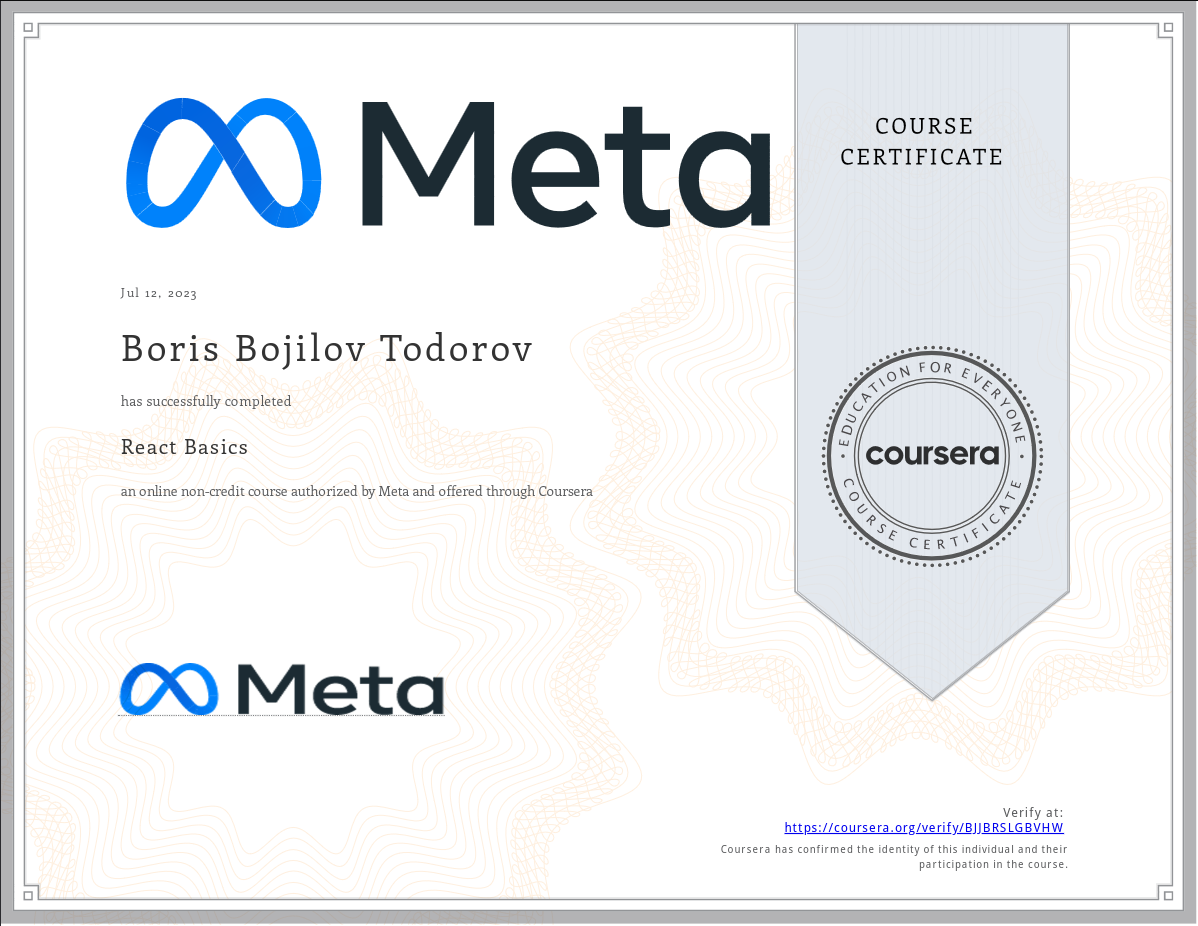 Meta
COURSE
CERTIFICATE
Jul 12, 2023
Boris Bojilov Todorov
has successfully completed
React Basics
an online non-credit course authorized by Meta and offered through Coursera
EDUCATION FOR EVERYONE
coursera
COURSE CERTIFICATE
Meta
Verify at:
https://coursera.org/verify/BJJBRSLGBVHW
Coursera has confirmed the identity of this individual and their
participation in the course.